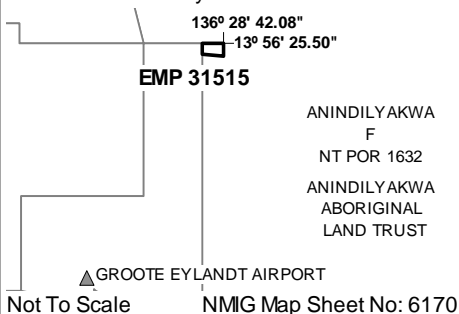 136º 28' 42.08"
13º 56' 25.50"
EMP 31515
ANINDILYAKWA
F
NT POR 1632
ANINDILYAKWA
ABORIGINAL
LAND TRUST
GROOTE EYLANDT AIRPORT
Not To Scale NMIG Map Sheet No: 6170